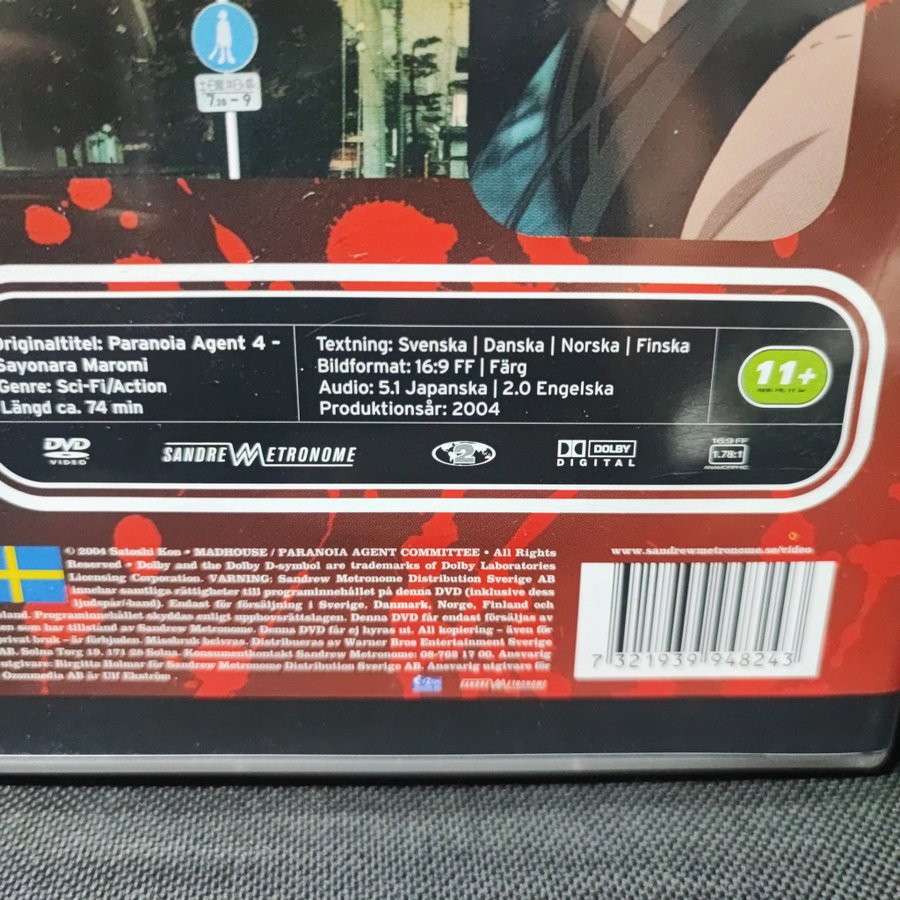 7.30-9
Originaltitel: Paranoia Agent 4 -
Sayonara Maromi
Genre: Sci-Fi/Action
Längd ca. 74 min
Textning: Svenska | Danska | Norska | Finska
Bildformat: 16:9 FF | Färg
Audio: 5.1 Japanska | 2.0 Engelska
Produktionsår: 2004
11+
DVD
VIDEO
SANDREW METRONOME
2
DOLBY
DIGITAL
16:9 FF
1.78:1
ANAMORPHIC
© 2004 Satoshi Kon • MADHOUSE / PARANOIA AGENT COMMITTEE • All Rights
Reserved • Dolby and the Dolby D-symbol are trademarks of Dolby Laboratories
Licensing Corporation. VARNING: Sandrew Metronome Distribution Sverige AB
innehar samtliga rättigheter till programinnehållet på denna DVD (inklusive dess
ljudspår/band). Endast för försäljning i Sverige, Danmark, Norge, Finland och
Island. Programinnehållet skyddas enligt upphovsrättslagen. Denna DVD får endast försäljas av
den som har tillstånd av Sandrew Metronome. Denna DVD får ej hyras ut. All kopiering - även för
privat bruk - är förbjuden. Missbruk beivras. Distribueras av Warner Bros Entertainment Sverige
AB, Solna Torg 19, 171 28 Solna. Konsumentkontakt Sandrew Metronome: 08-762 17 00. Ansvarig
utgivare: Birgitta Holmar för Sandrew Metronome Distribution Sverige AB. Ansvarig utgivare för
Ozonmedia AB är Ulf Ekström
SANDREW METRONOME
www.sandrewmetronome.se/video
7 321939 948243